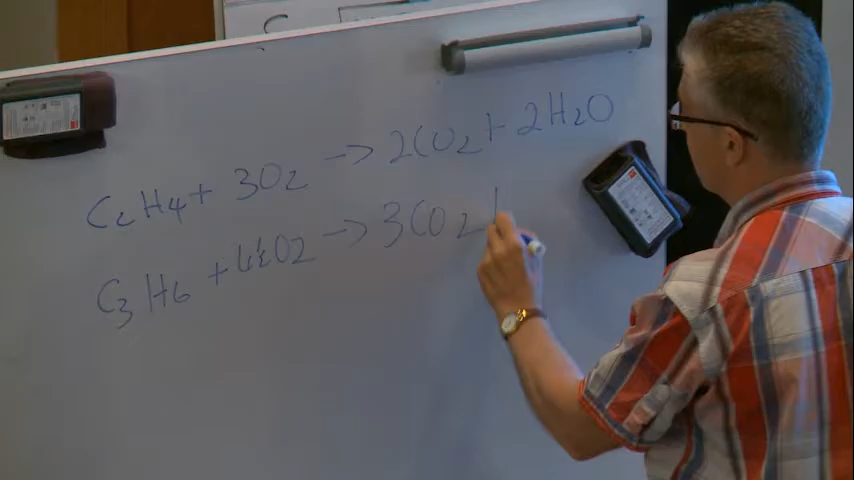 C
C₂H₄ + 3O₂ → 2CO₂ + 2H₂O
C₃H₆ + 4½O₂ → 3CO₂